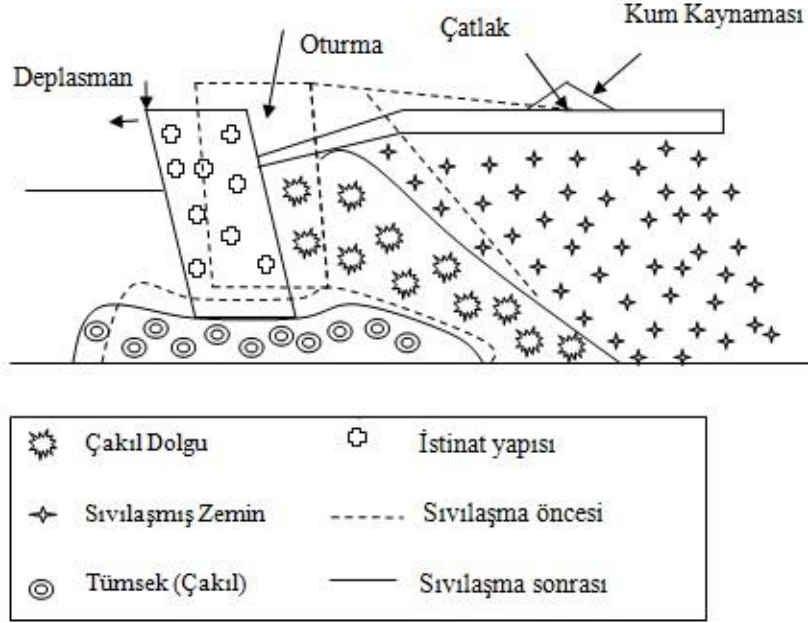 Kum Kaynaması
Çatlak
Oturma
Deplasman
Çakıl Dolgu
İstinat yapısı
Sıvılaşmış Zemin
Sıvılaşma öncesi
Tümsek (Çakıl)
Sıvılaşma sonrası